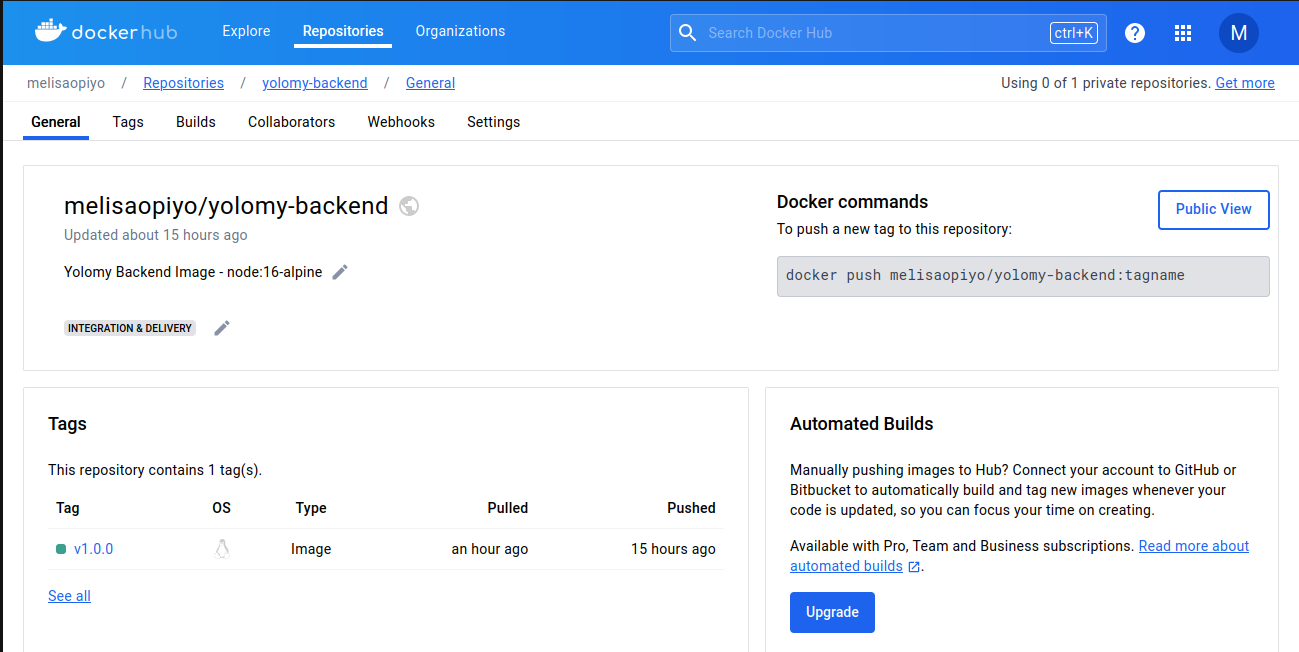 dockerhub
Explore
Repositories
Organizations
Search Docker Hub
ctrl+K
?
M
melisaopiyo / Repositories / yolomy-backend / General
Using 0 of 1 private repositories. Get more
General
Tags
Builds
Collaborators
Webhooks
Settings
melisaopiyo/yolomy-backend
Updated about 15 hours ago
Yolomy Backend Image - node:16-alpine
INTEGRATION & DELIVERY
Docker commands
Public View
To push a new tag to this repository:
docker push melisaopiyo/yolomy-backend:tagname
Tags
This repository contains 1 tag(s).
Tag OS Type Pulled Pushed
v1.0.0 Image an hour ago 15 hours ago
See all
Automated Builds
Manually pushing images to Hub? Connect your account to GitHub or
Bitbucket to automatically build and tag new images whenever your
code is updated, so you can focus your time on creating.
Available with Pro, Team and Business subscriptions. Read more about
automated builds .
Upgrade